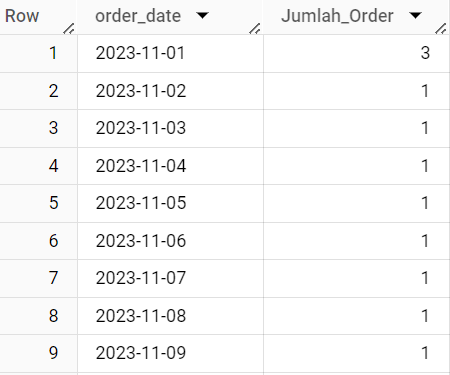 Row order_date Jumlah_Order
1 2023-11-01 3
2 2023-11-02 1
3 2023-11-03 1
4 2023-11-04 1
5 2023-11-05 1
6 2023-11-06 1
7 2023-11-07 1
8 2023-11-08 1
9 2023-11-09 1